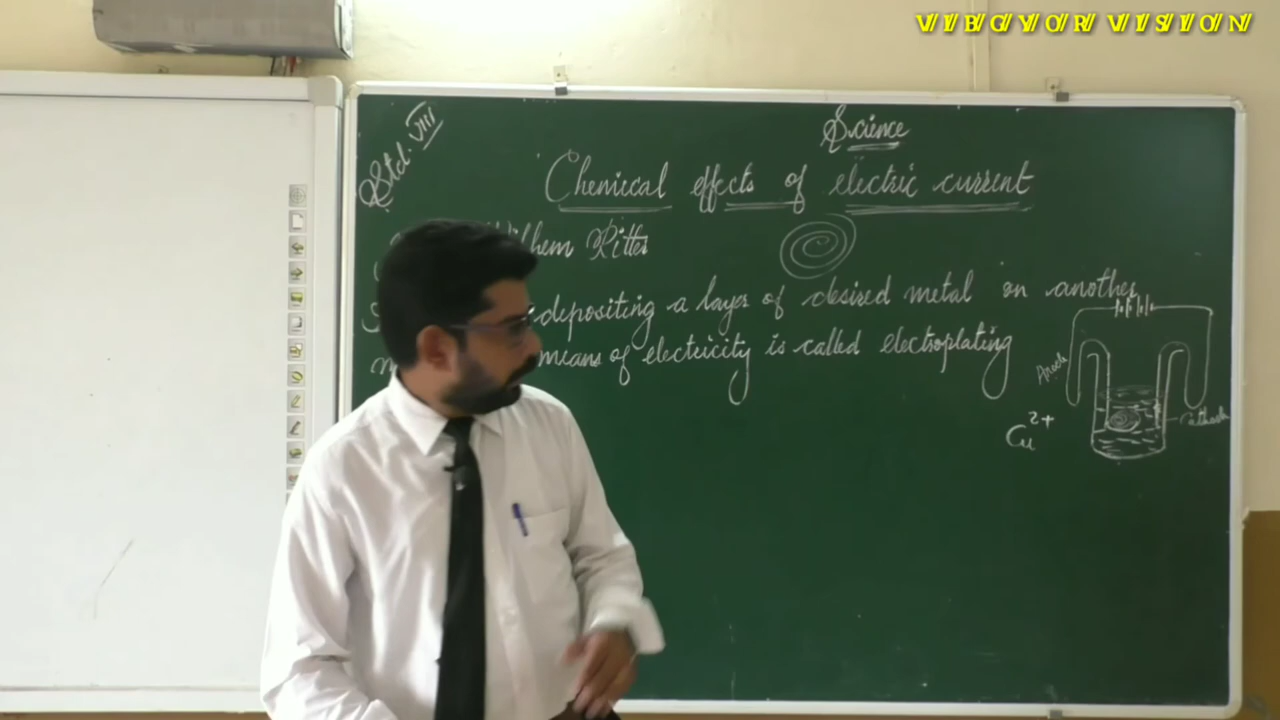 VIBGYOR VISION
Std. VIII
Science
Chemical effects of electric current
Wilhem Ritter
depositing a layer of desired metal on another
means of electricity is called electroplating
Anode
Cu2+
cathode